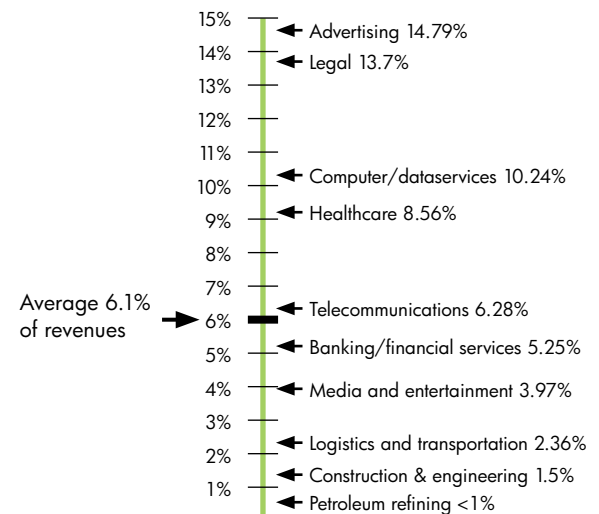 15%
Advertising 14.79%
14%
Legal 13.7%
13%
12%
11%
Computer/dataservices 10.24%
10%
Healthcare 8.56%
9%
8%
7%
Average 6.1%
of revenues
Telecommunications 6.28%
6%
Banking/financial services 5.25%
5%
4%
Media and entertainment 3.97%
3%
Logistics and transportation 2.36%
2%
Construction & engineering 1.5%
1%
Petroleum refining <1%